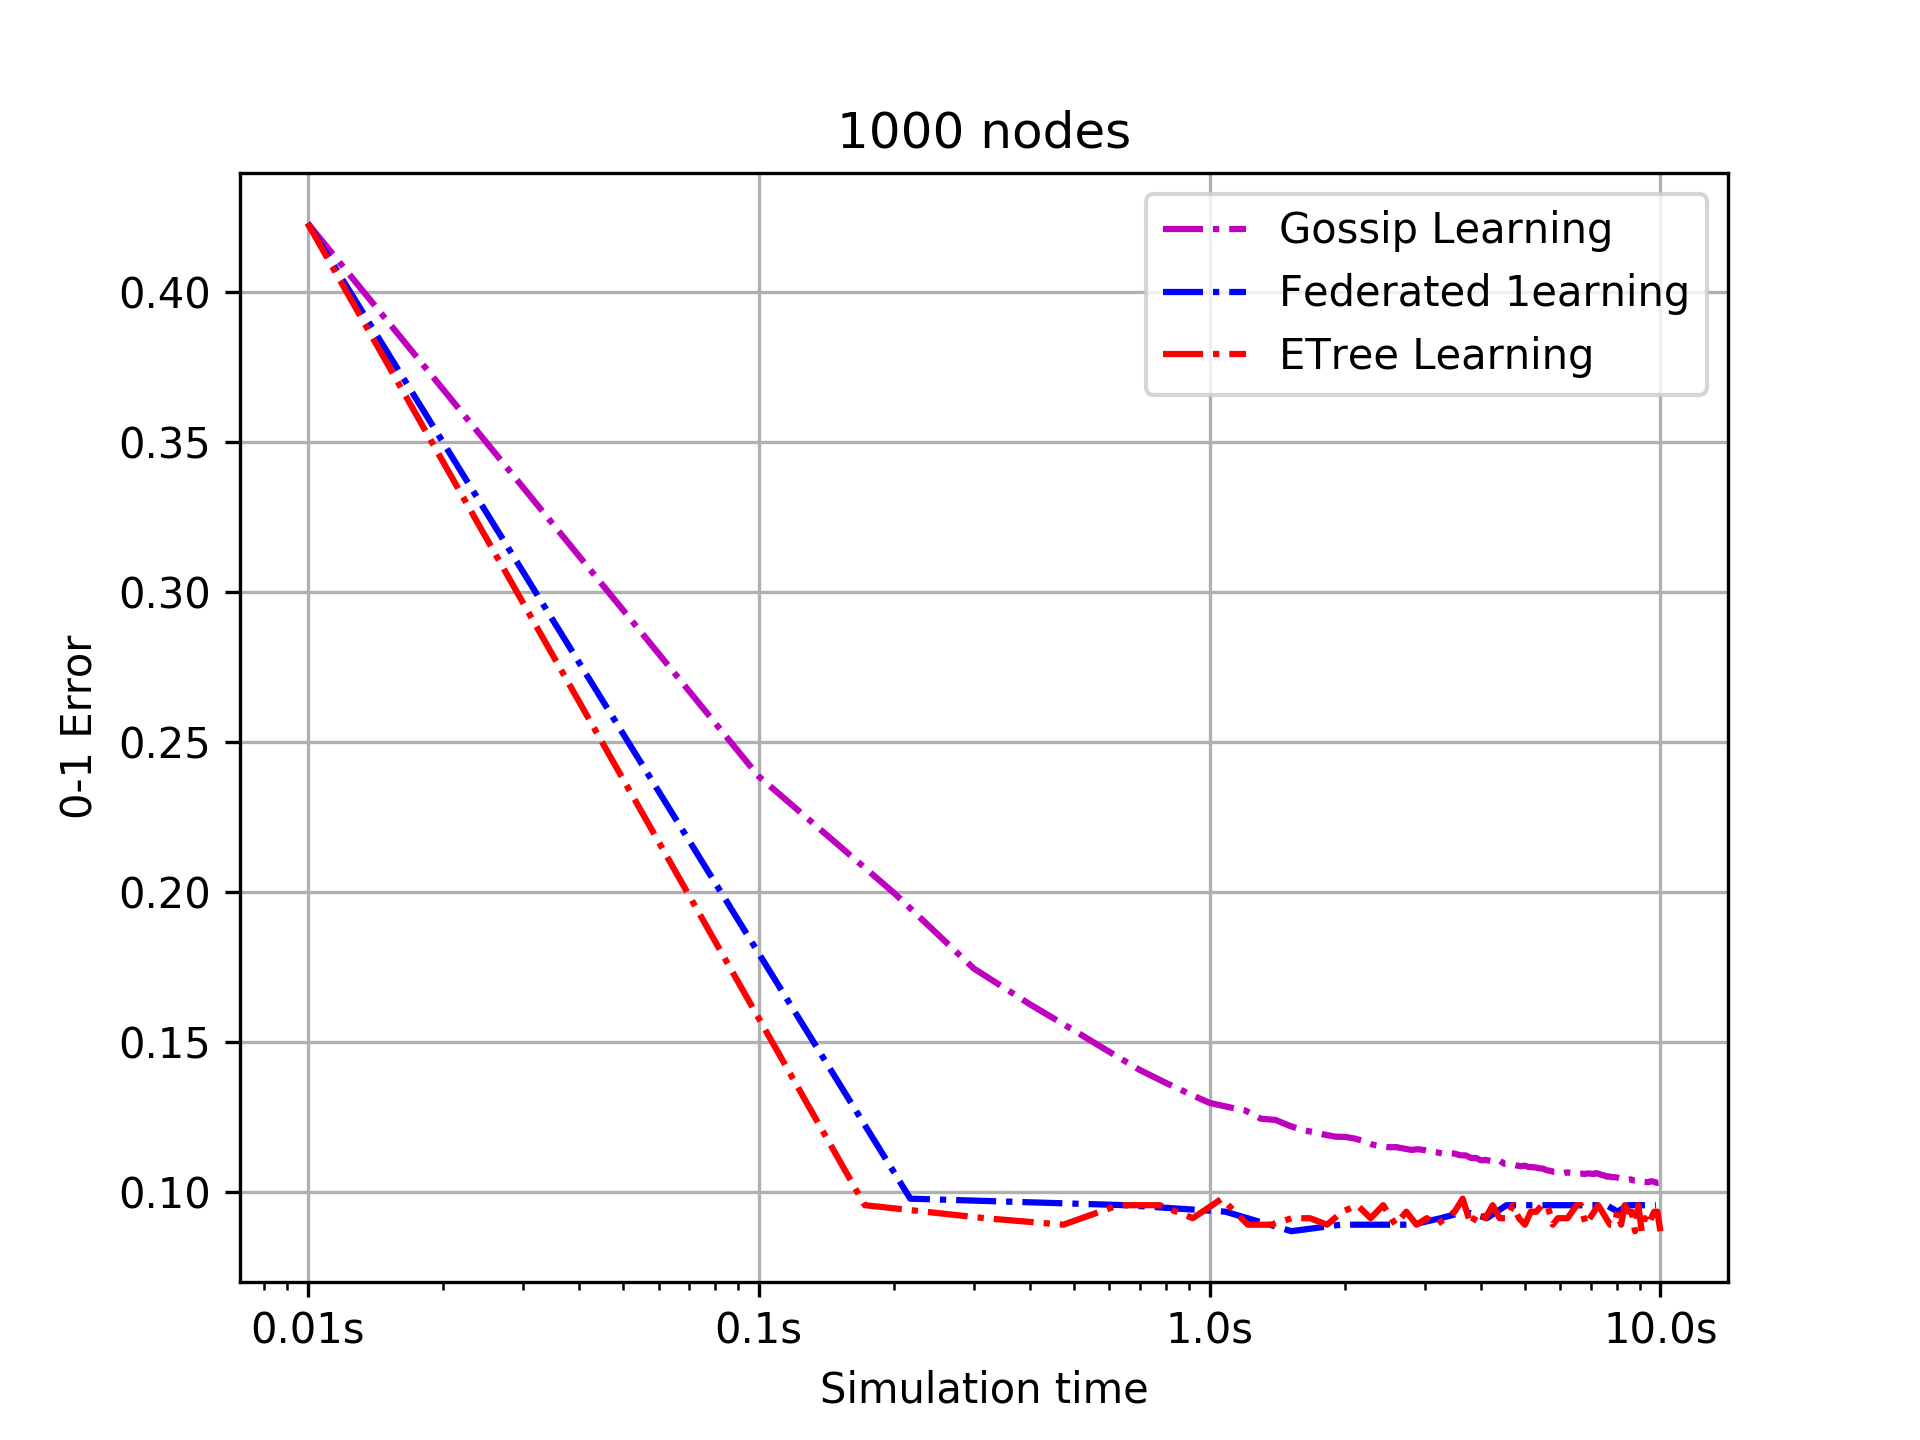 1000 nodes
Gossip Learning
Federated 1earning
ETree Learning
0-1 Error
0.40
0.35
0.30
0.25
0.20
0.15
0.10
0.01s
0.1s
1.0s
10.0s
Simulation time